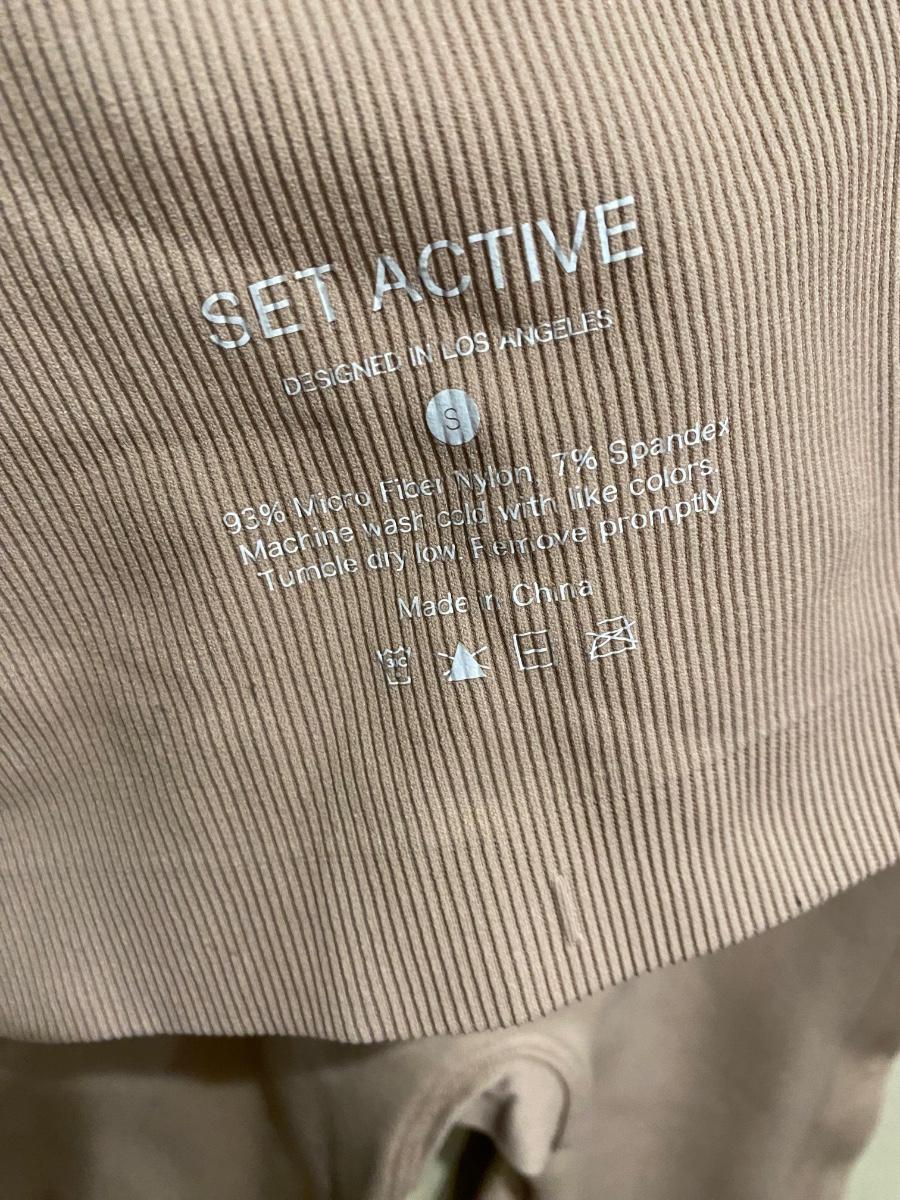 SET ACTIVE
DESIGNED IN LOS ANGELES
S
93% Micro Fiber Nylon, 7% Spandex
Machine wash cold with like colors.
Tumble dry low. Remove promptly
Made in China